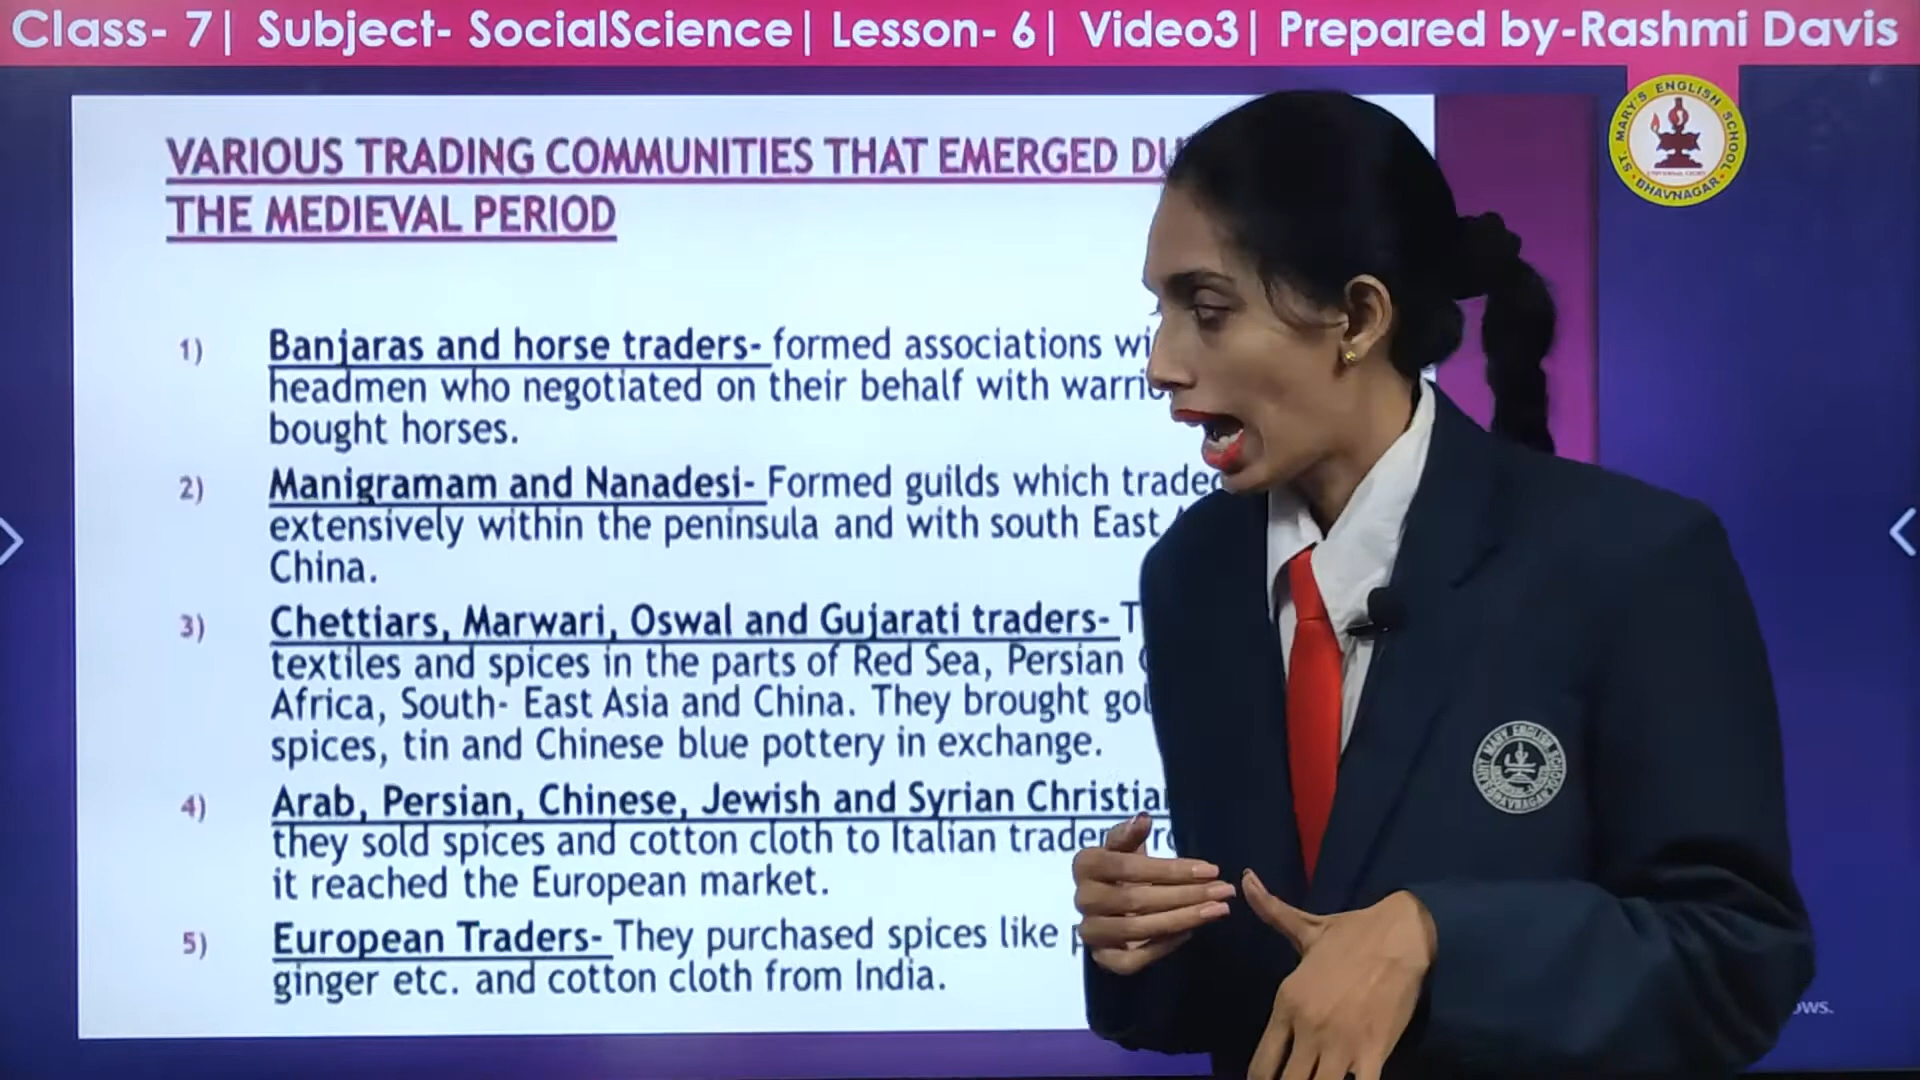 Class- 7| Subject- SocialScience| Lesson- 6| Video3| Prepared by-Rashmi Davis
ST. MARY'S ENGLISH SCHOOL
BHAVNAGAR
VARIOUS TRADING COMMUNITIES THAT EMERGED
THE MEDIEVAL PERIOD
1) Banjaras and horse traders- formed associations
headmen who negotiated on their behalf with
bought horses.
2) Manigramam and Nanadesi- Formed guilds which traded
extensively within the peninsula and with south East
China.
3) Chettiars, Marwari, Oswal and Gujarati traders-
textiles and spices in the parts of Red Sea, Persian
Africa, South- East Asia and China. They brought
spices, tin and Chinese blue pottery in exchange.
4) Arab, Persian, Chinese, Jewish and Syrian
they sold spices and cotton cloth to Italian
it reached the European market.
5) European Traders- They purchased spices like
ginger etc. and cotton cloth from India.